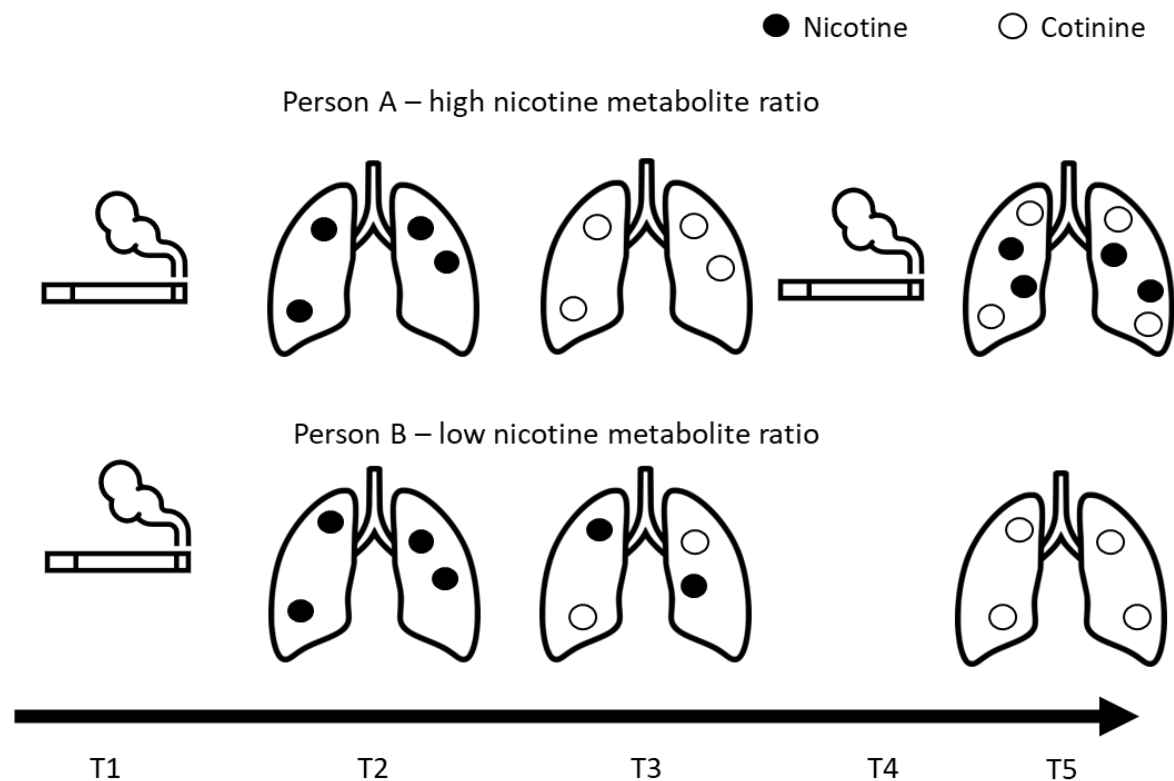 Nicotine
Cotinine
Person A – high nicotine metabolite ratio
Person B – low nicotine metabolite ratio
T1
T2
T3
T4
T5